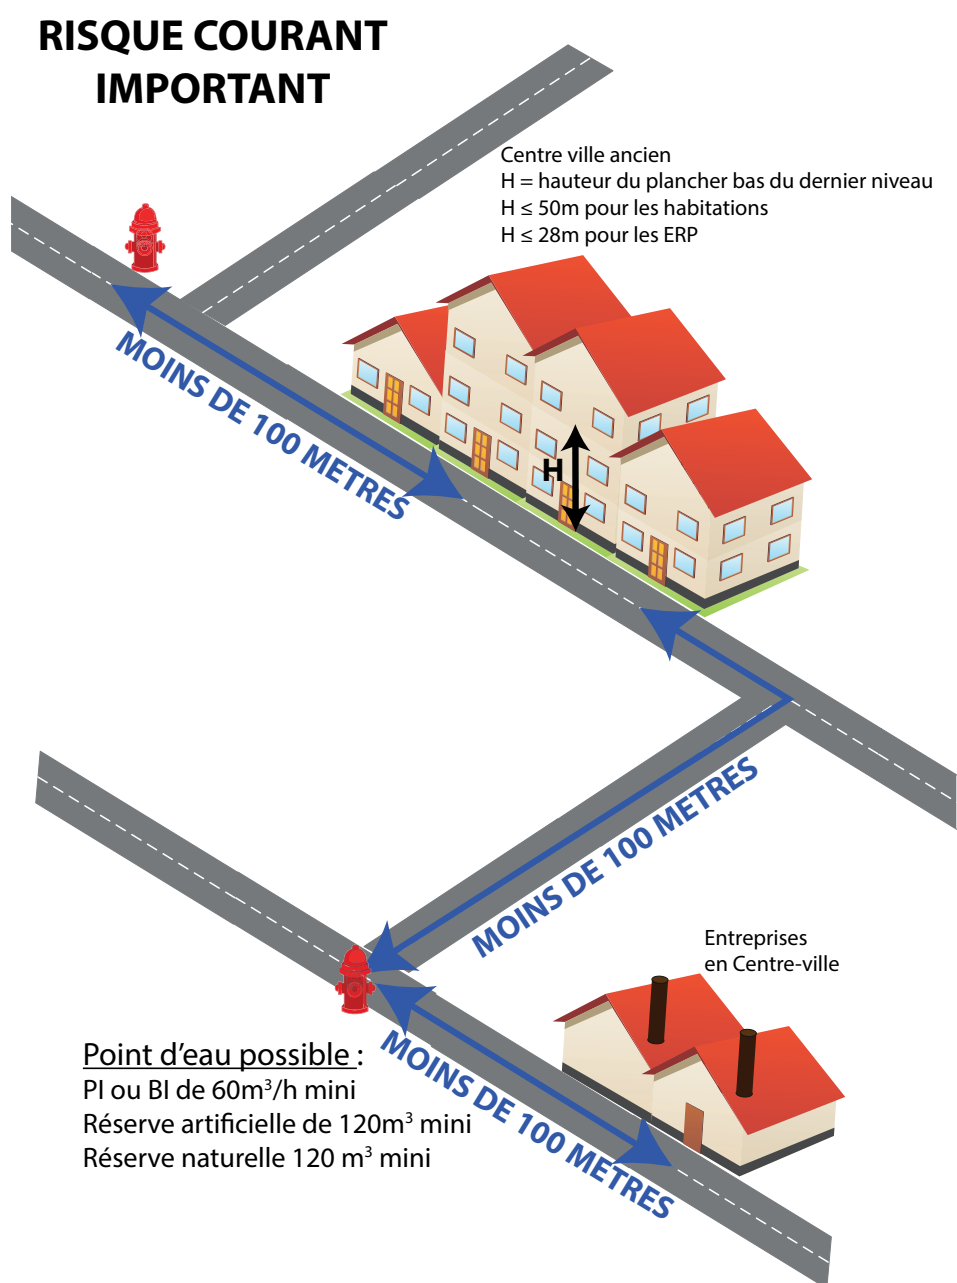 RISQUE COURANT
IMPORTANT
Centre ville ancien
H = hauteur du plancher bas du dernier niveau
H ≤ 50m pour les habitations
H ≤ 28m pour les ERP
MOINS DE 100 METRES
H
MOINS DE 100 METRES
Entreprises
en Centre-ville
MOINS DE 100 METRES
Point d’eau possible :
PI ou BI de 60m³/h mini
Réserve artificielle de 120m³ mini
Réserve naturelle 120 m³ mini